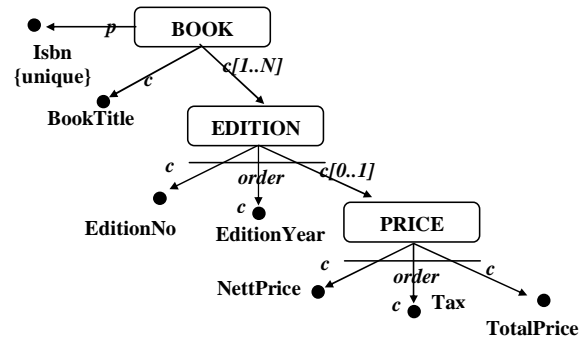 BOOK
p
Isbn
{unique}
c
c[1..N]
BookTitle
EDITION
c
order
c[0..1]
EditionNo
c
EditionYear
PRICE
c
order
c
NettPrice
c
Tax
TotalPrice